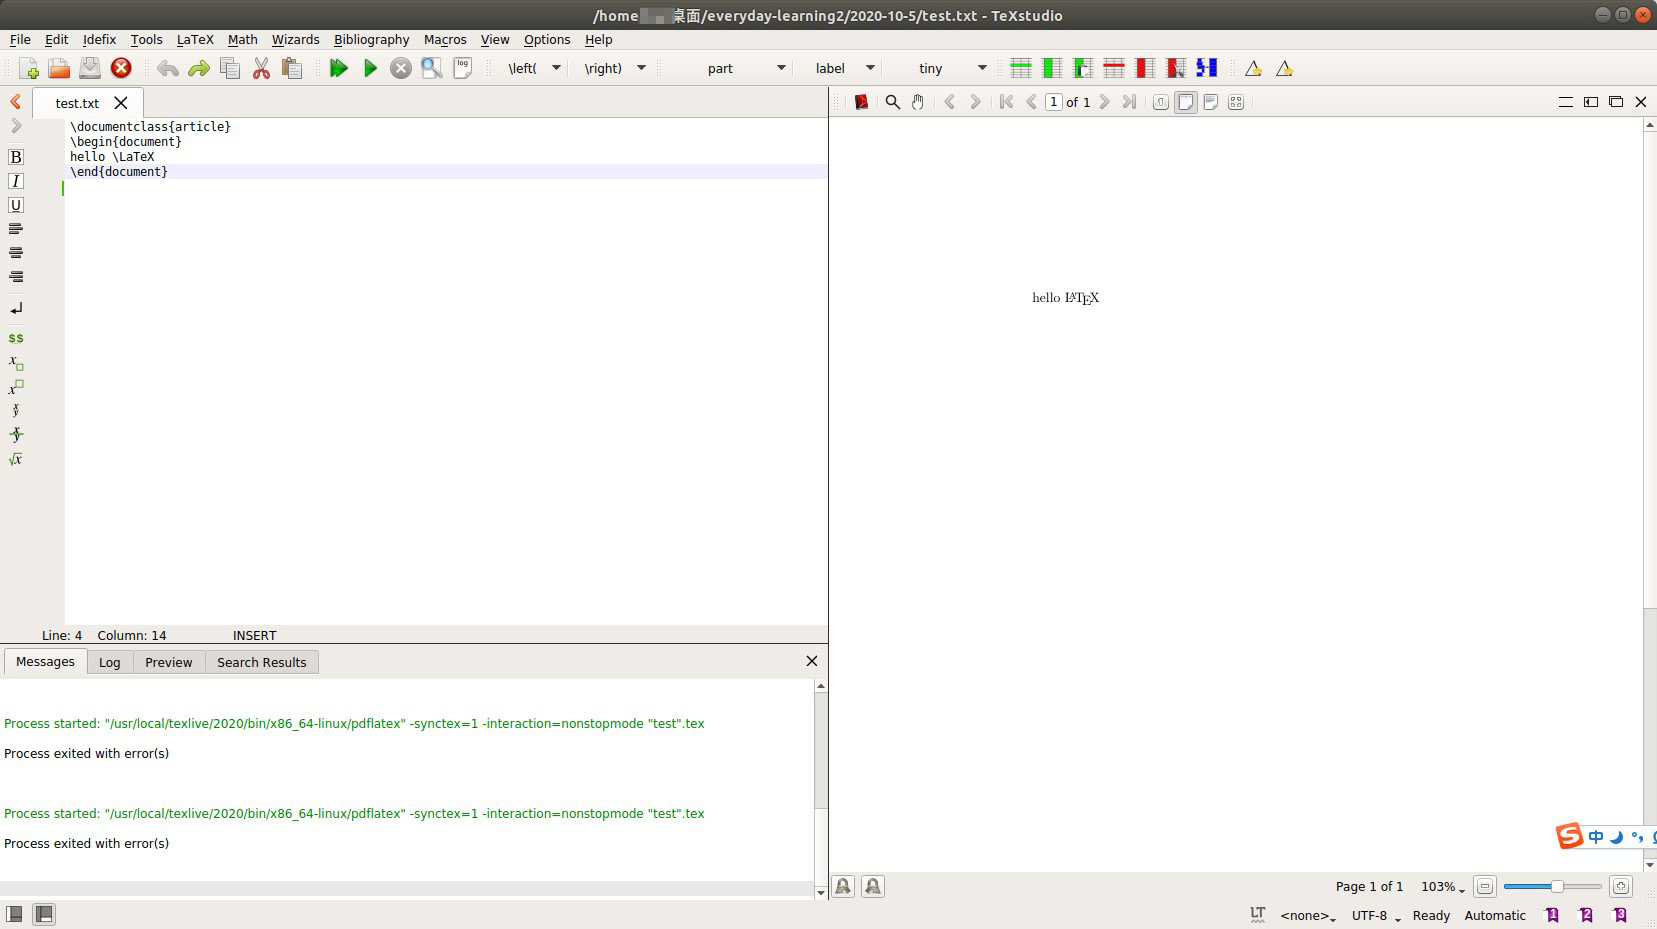 /home 桌面/everyday-learning2/2020-10-5/test.txt - TeXstudio
File Edit Idefix Tools LaTeX Math Wizards Bibliography Macros View Options Help
log \left( \right) part label tiny
test.txt
1 of 1
\documentclass{article}
\begin{document}
hello \LaTeX
\end{document}
B
I
U
$$
x
x
x
y
x
y
√x
hello LATEX
Line: 4 Column: 14 INSERT
Messages Log Preview Search Results
Process started: "/usr/local/texlive/2020/bin/x86_64-linux/pdflatex" -synctex=1 -interaction=nonstopmode "test".tex
Process exited with error(s)
Process started: "/usr/local/texlive/2020/bin/x86_64-linux/pdflatex" -synctex=1 -interaction=nonstopmode "test".tex
Process exited with error(s)
S 中
Page 1 of 1 103%
LT <none> UTF-8 Ready Automatic 1 2 3